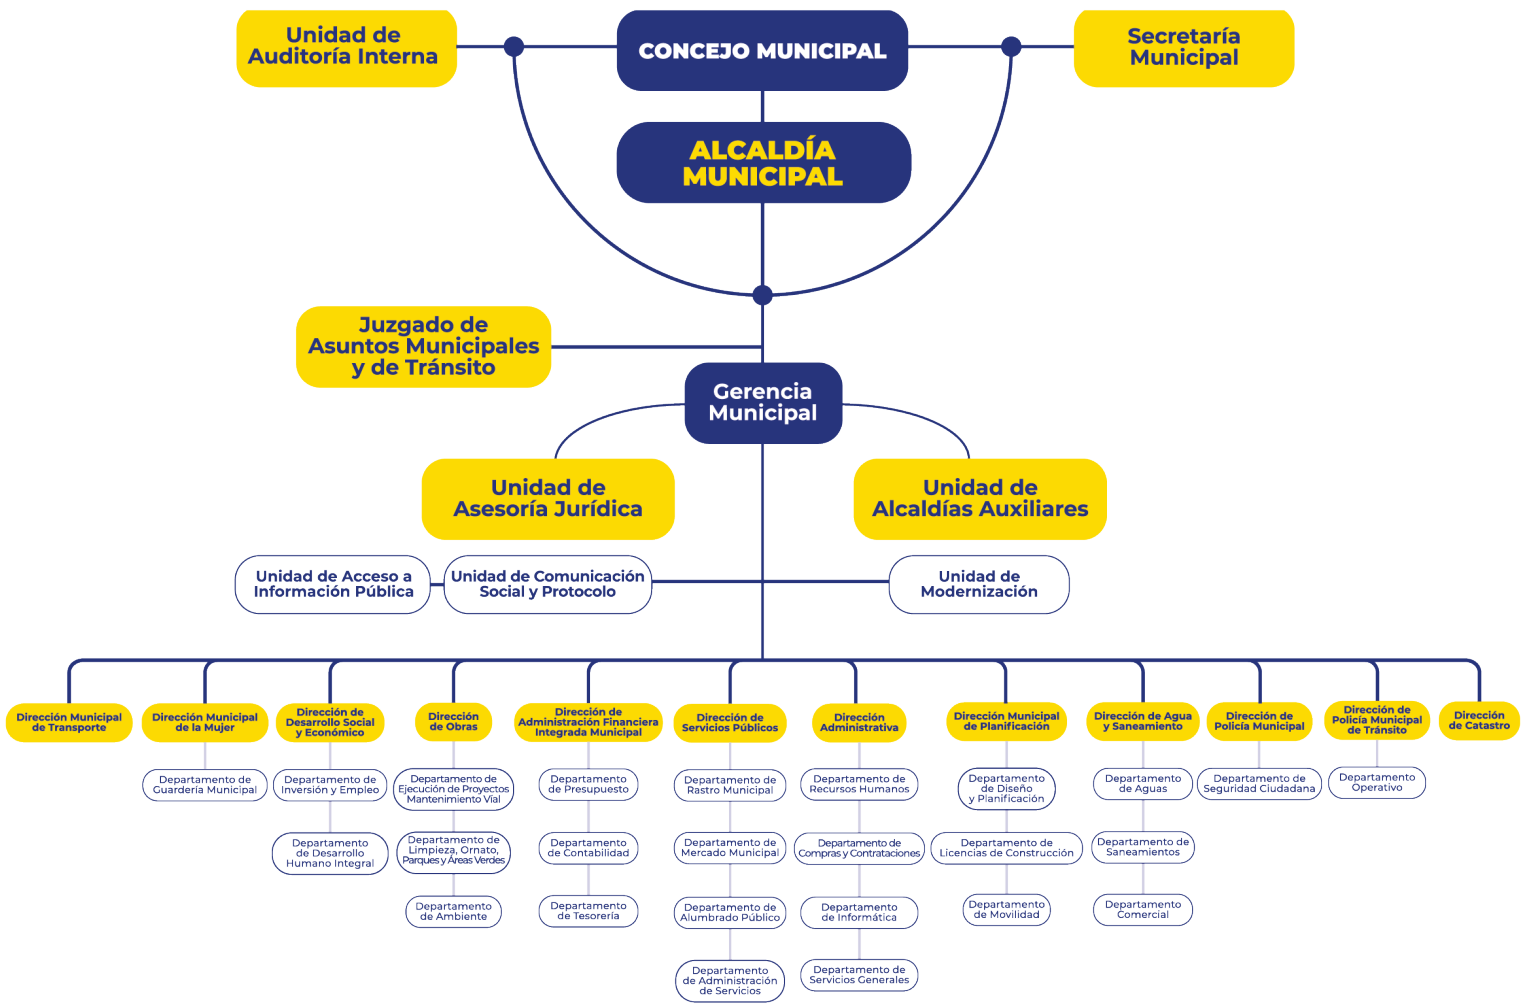 Unidad de
Auditoría Interna
CONCEJO MUNICIPAL
Secretaría
Municipal
ALCALDÍA
MUNICIPAL
Juzgado de
Asuntos Municipales
y de Tránsito
Gerencia
Municipal
Unidad de
Asesoría Jurídica
Unidad de
Alcaldías Auxiliares
Unidad de Acceso a
Información Pública
Unidad de Comunicación
Social y Protocolo
Unidad de
Modernización
Dirección Municipal
de Transporte
Dirección Municipal
de la Mujer
Departamento de
Guardería Municipal
Dirección de
Desarrollo Social
y Económico
Departamento de
Inversión y Empleo
Departamento
de Desarrollo
Humano Integral
Dirección
de Obras
Departamento de
Ejecución de Proyectos
Mantenimiento Víal
Departamento de
Limpieza, Ornato,
Parques y Áreas Verdes
Departamento
de Ambiente
Dirección de
Administración Financiera
Integrada Municipal
Departamento
de Presupuesto
Departamento
de Contabilidad
Departamento
de Tesorería
Dirección de
Servicios Públicos
Departamento de
Rastro Municipal
Departamento de
Mercado Municipal
Departamento de
Alumbrado Público
Departamento
de Administración
de Servicios
Dirección
Administrativa
Departamento de
Recursos Humanos
Departamento de
Compras y Contrataciones
Departamento
de Informática
Departamento de
Servicios Generales
Dirección Municipal
de Planificación
Departamento
de Diseño
y Planificación
Departamento de
Licencias de Construcción
Departamento
de Movilidad
Dirección de Agua
y Saneamiento
Departamento
de Aguas
Departamento de
Saneamientos
Departamento
Comercial
Dirección de
Policía Municipal
Departamento de
Seguridad Ciudadana
Dirección de
Policía Municipal
de Tránsito
Departamento
Operativo
Dirección
de Catastro